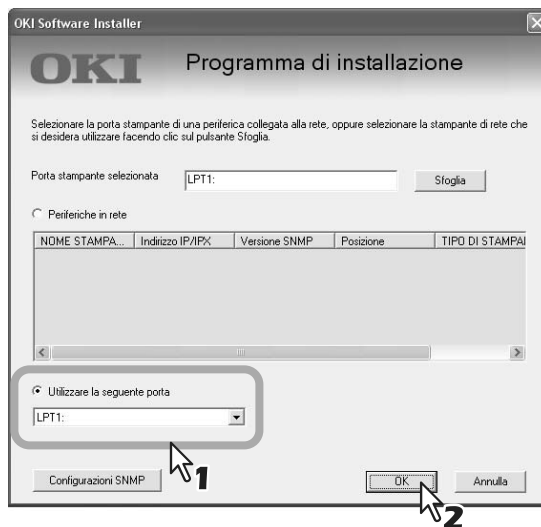 OKI Software Installer
OKI
Programma di installazione
Selezionare la porta stampante di una periferica collegata alla rete, oppure selezionare la stampante di rete che
si desidera utilizzare facendo clic sul pulsante Sfoglia.
Porta stampante selezionata LPT1: Sfoglia
Periferiche in rete
NOME STAMPA... Indirizzo IP/IPX Versione SNMP Posizione TIPO DI STAMPAI
Utilizzare la seguente porta
LPT1:
1
Configurazioni SNMP OK Annulla
2